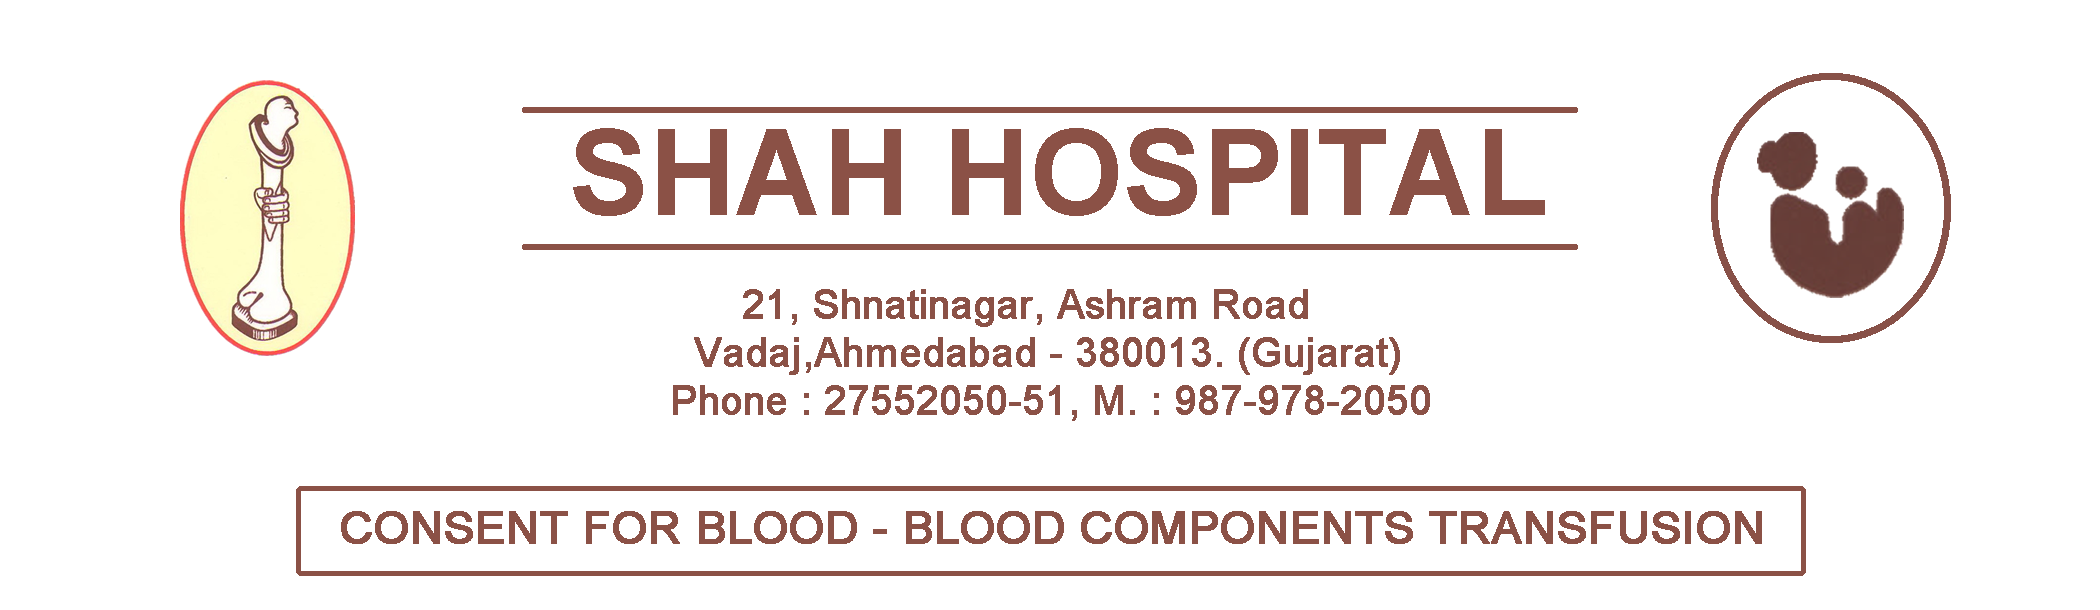 SHAH HOSPITAL
21, Shnatinagar, Ashram Road
Vadaj,Ahmedabad - 380013. (Gujarat)
Phone : 27552050-51, M. : 987-978-2050
CONSENT FOR BLOOD - BLOOD COMPONENTS TRANSFUSION